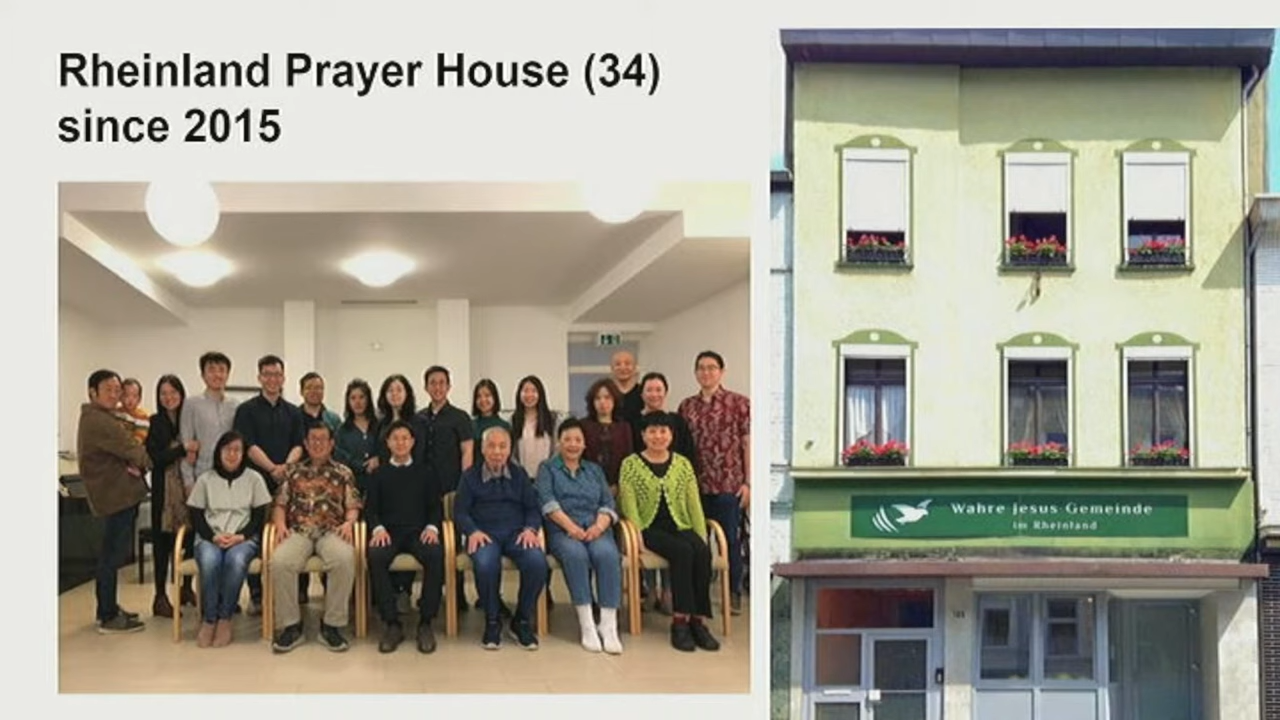 Rheinland Prayer House (34)
since 2015
Wahre Jesus Gemeinde
im Rheinland